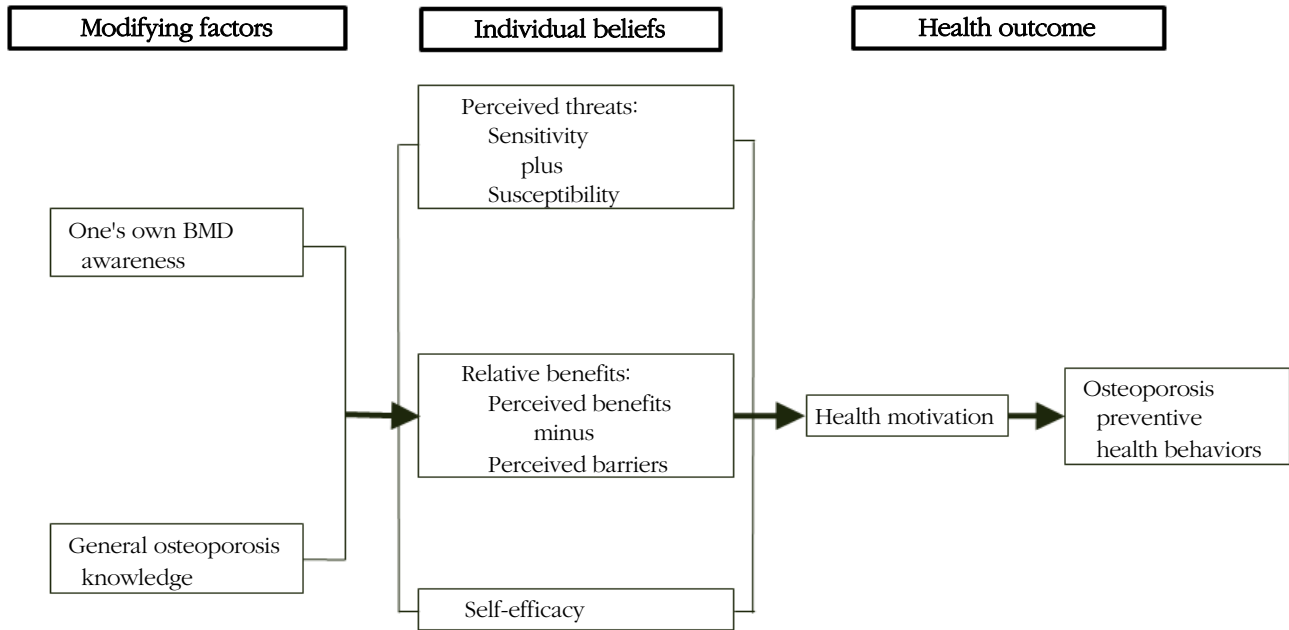 Modifying factors
Individual beliefs
Health outcome
One's own BMD
awareness
General osteoporosis
knowledge
Perceived threats:
Sensitivity
plus
Susceptibility
Relative benefits:
Perceived benefits
minus
Perceived barriers
Self-efficacy
Health motivation
Osteoporosis
preventive
health behaviors